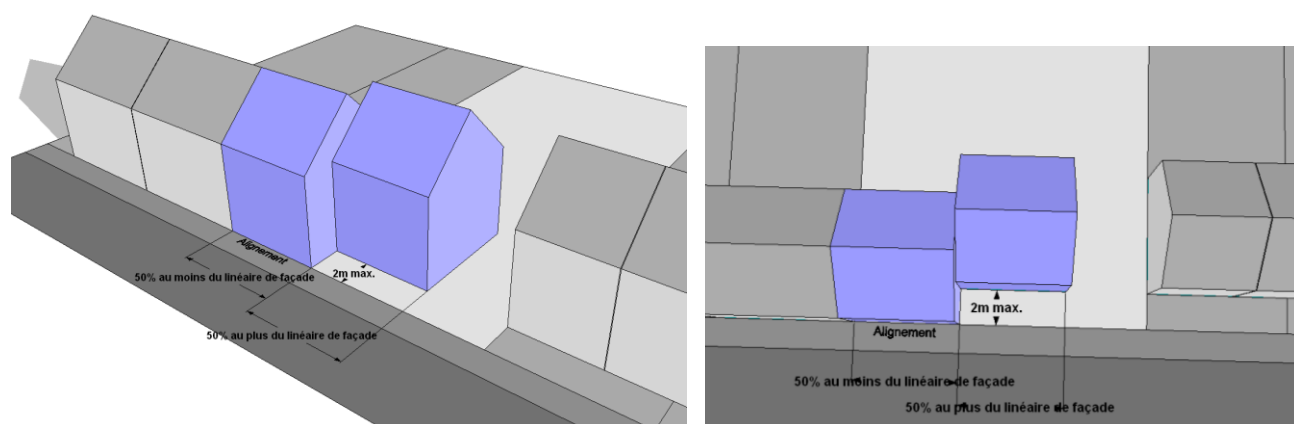 Alignement
50% au moins du linéaire de façade
2m max.
50% au plus du linéaire de façade
2m max.
Alignement
50% au moins du linéaire de façade
50% au plus du linéaire de façade